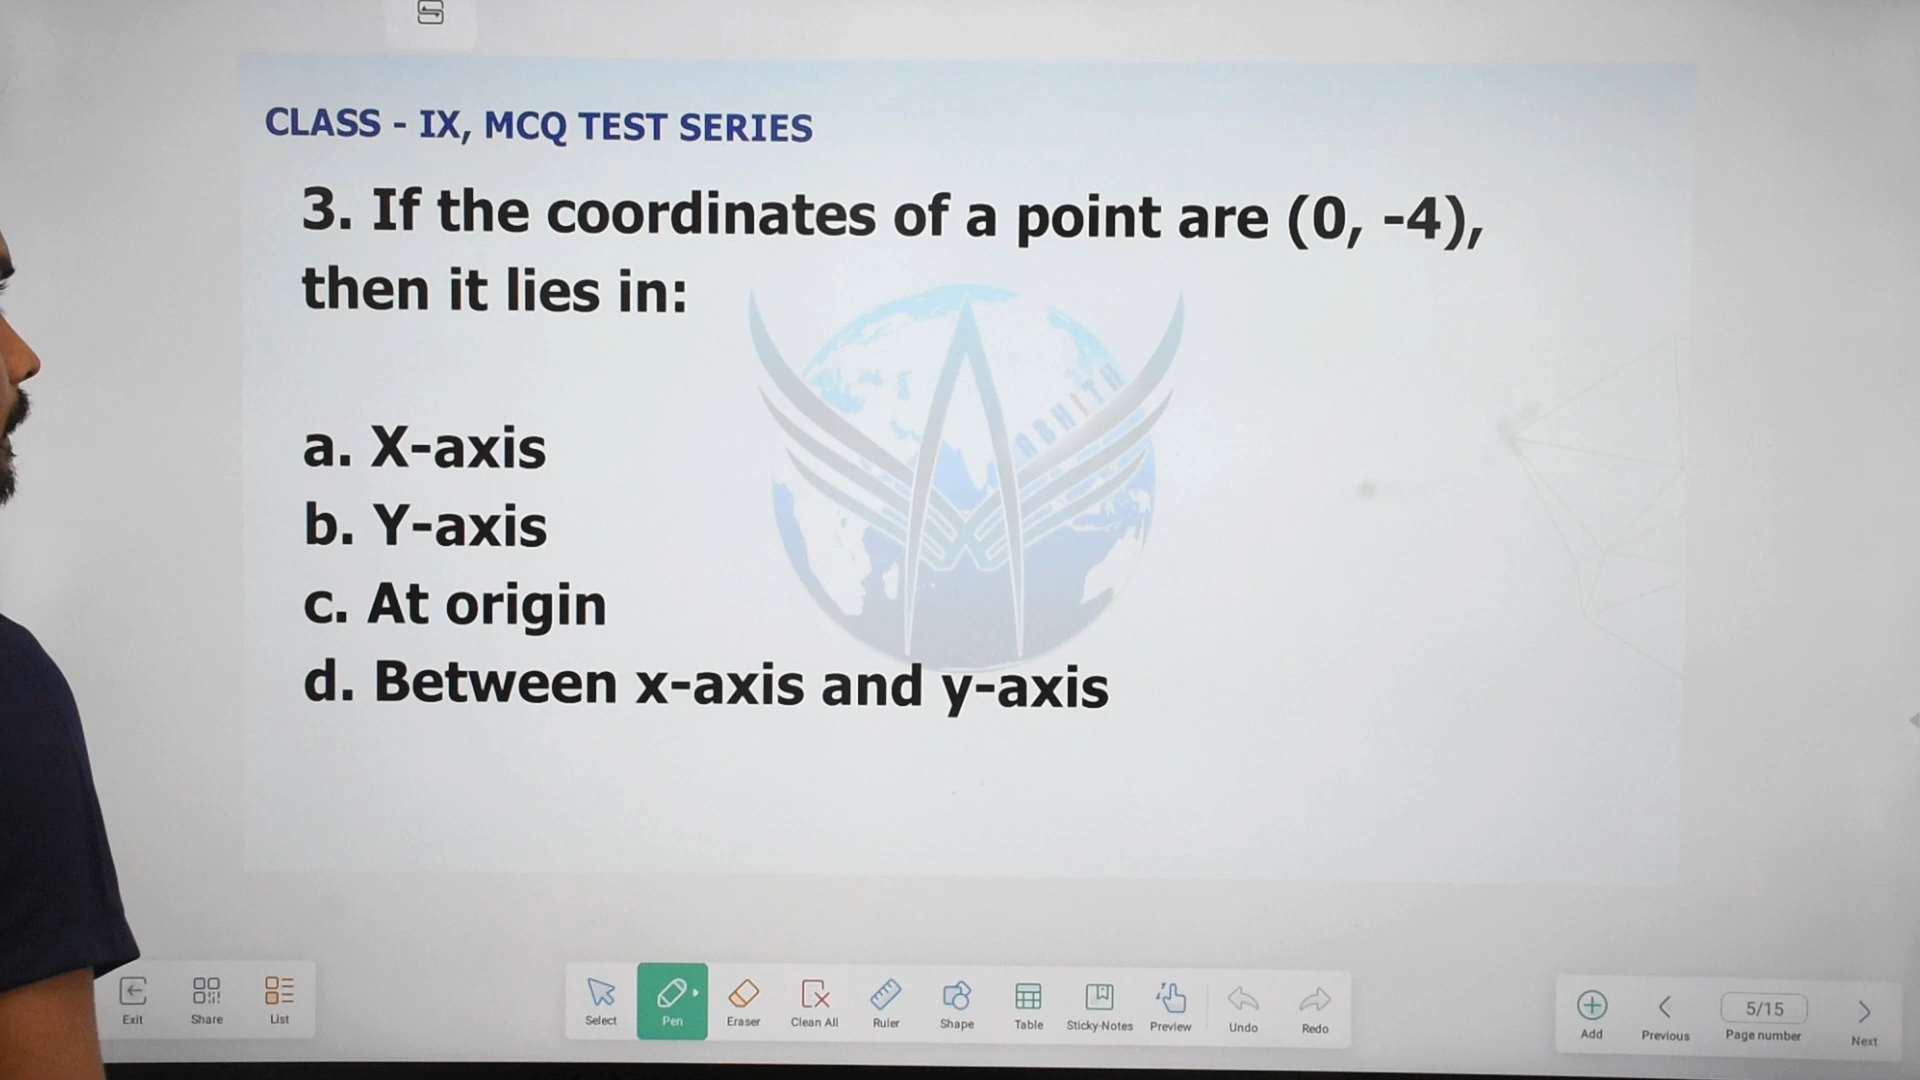 CLASS - IX, MCQ TEST SERIES
3. If the coordinates of a point are (0, -4),
then it lies in:
ABHITH
a. X-axis
b. Y-axis
c. At origin
d. Between x-axis and y-axis
Exit
Share
List
Select
Pen
Eraser
Clean All
Ruler
Shape
Table
Sticky-Notes
Preview
Undo
Redo
Add
Previous
5/15
Page number
Next